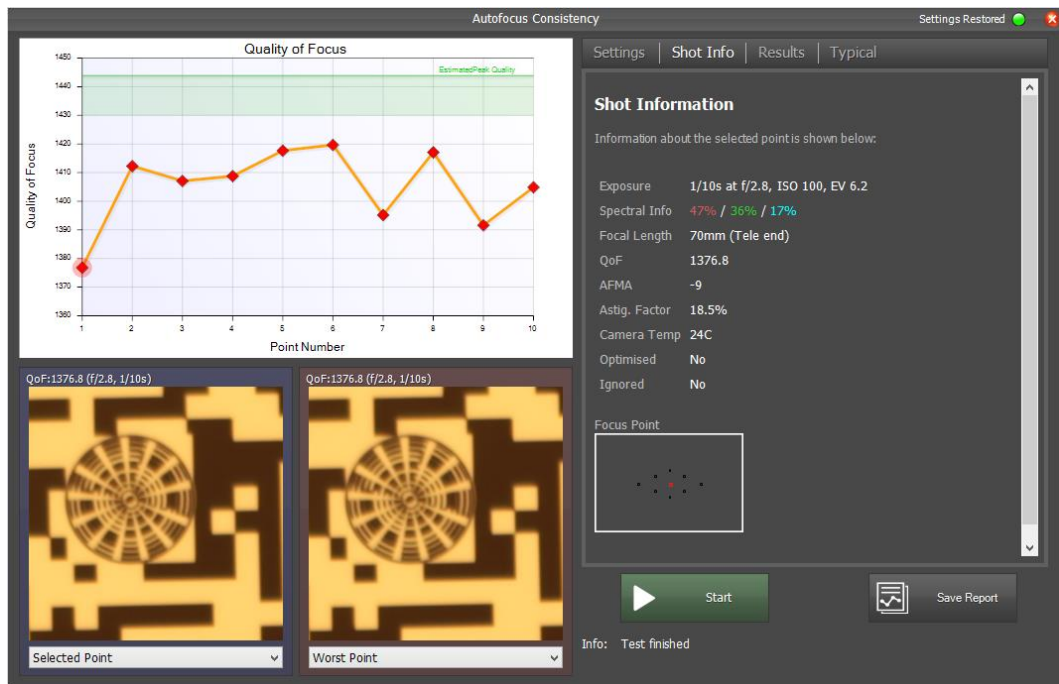 Autofocus Consistency
Settings Restored
Quality of Focus
EstimatedPeak Quality
1450
1440
1430
1420
1410
1400
1390
1380
1370
1360
Quality of Focus
1 2 3 4 5 6 7 8 9 10
Point Number
QoF:1376.8 (f/2.8, 1/10s)
Selected Point
QoF:1376.8 (f/2.8, 1/10s)
Worst Point
Settings Shot Info Results Typical
Shot Information
Information about the selected point is shown below:
Exposure 1/10s at f/2.8, ISO 100, EV 6.2
Spectral Info 47% / 36% / 17%
Focal Length 70mm (Tele end)
QoF 1376.8
AFMA -9
Astig. Factor 18.5%
Camera Temp 24C
Optimised No
Ignored No
Focus Point
Start
Save Report
Info: Test finished